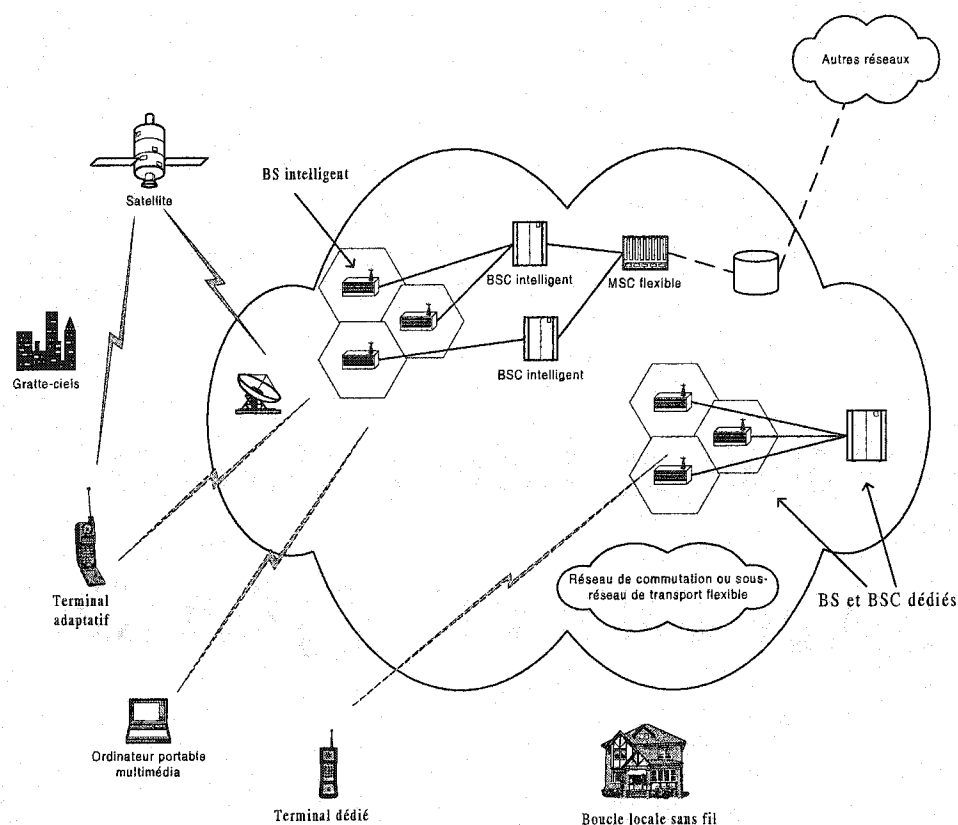 Autres réseaux
Satellite
BS intelligent
BSC intelligent
MSC flexible
Gratte-ciels
BSC intelligent
Terminal
adaptatif
Réseau de commutation ou sous-
réseau de transport flexible
BS et BSC dédiés
Ordinateur portable
multimédia
Terminal dédié
Boucle locale sans fil